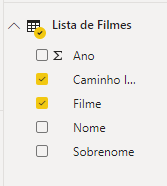 Lista de Filmes
Σ Ano
Caminho I...
Filme
Nome
Sobrenome